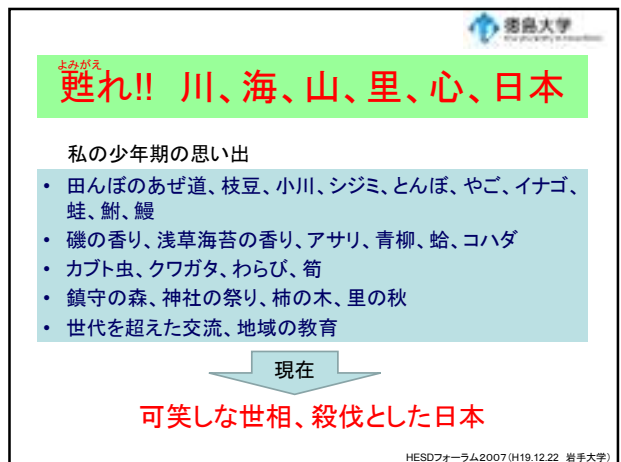 徳島大学
よみがえ
甦れ!! 川、海、山、里、心、日本
私の少年期の思い出
• 田んぼのあぜ道、枝豆、小川、シジミ、とんぼ、やご、イナゴ、
蛙、鮒、鰻
• 磯の香り、浅草海苔の香り、アサリ、青柳、蛤、コハダ
• カブト虫、クワガタ、わらび、筍
• 鎮守の森、神社の祭り、柿の木、里の秋
• 世代を超えた交流、地域の教育
現在
可笑しな世相、殺伐とした日本
HESDフォーラム2007(H19.12.22 岩手大学)